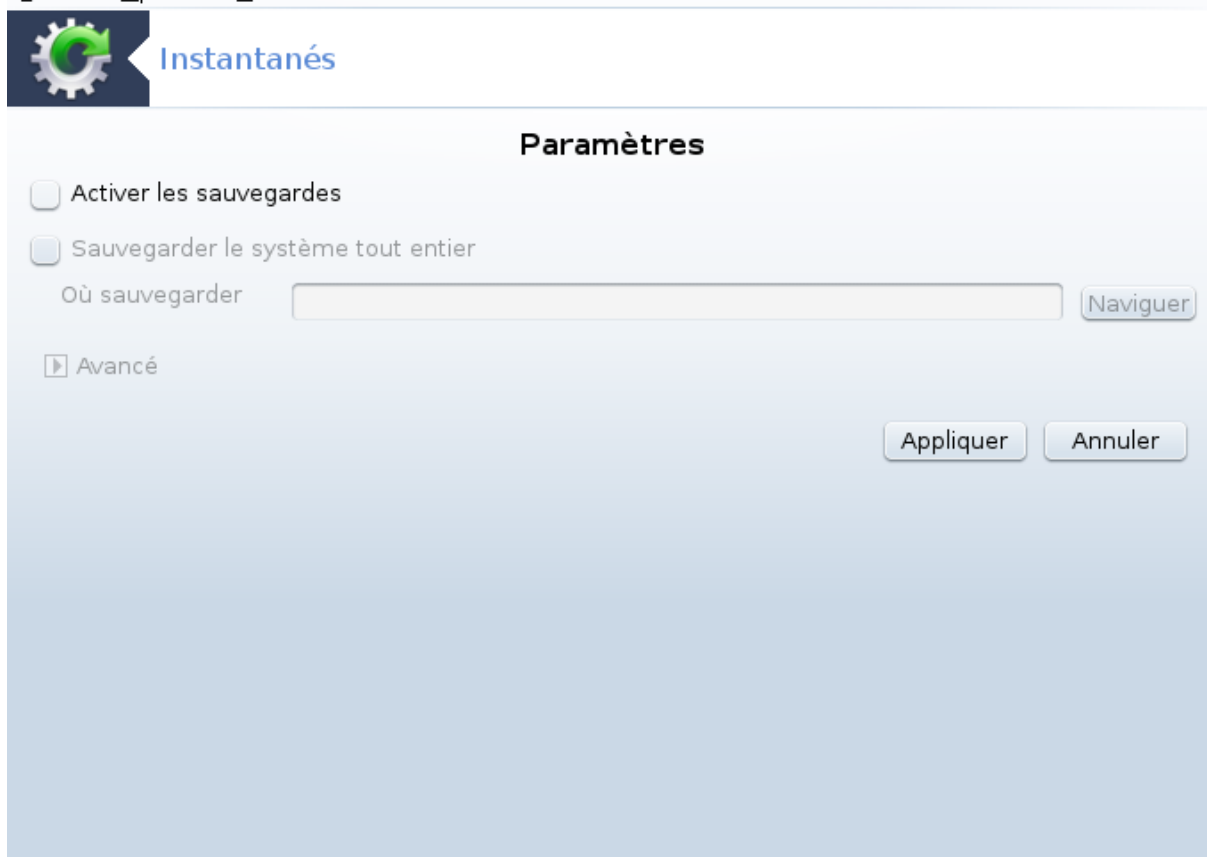 Instantanés
Paramètres
Activer les sauvegardes
Sauvegarder le système tout entier
Où sauvegarder
Naviguer
Avancé
Appliquer Annuler